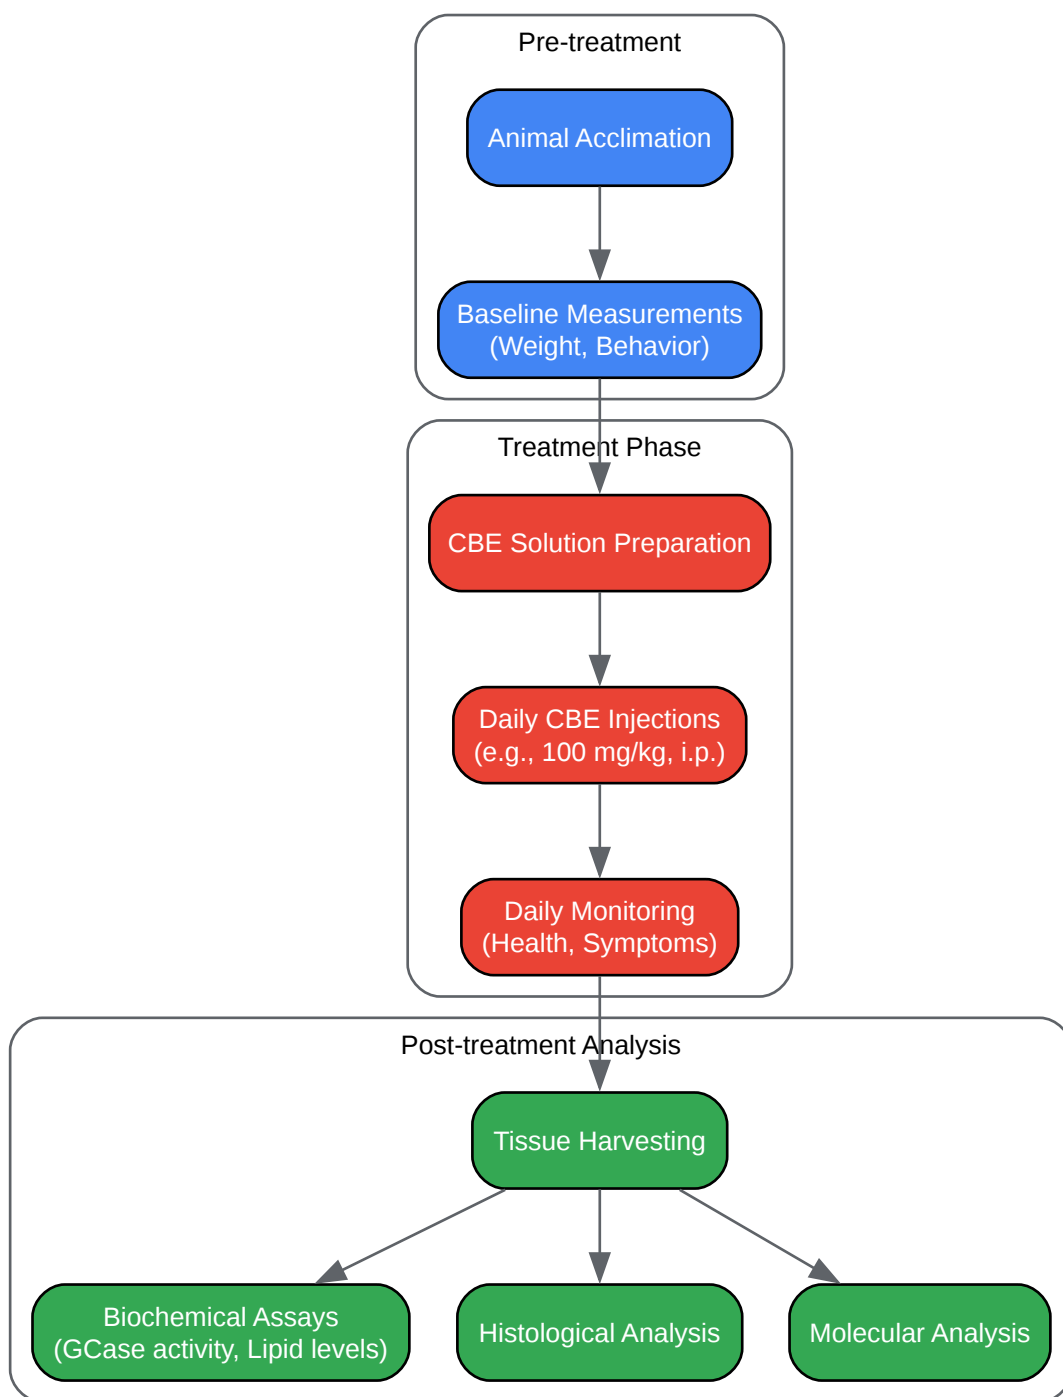 Pre-treatment
Animal Acclimation
Baseline Measurements
(Weight, Behavior)
Treatment Phase
CBE Solution Preparation
Daily CBE Injections
(e.g., 100 mg/kg, i.p.)
Daily Monitoring
(Health, Symptoms)
Post-treatment Analysis
Tissue Harvesting
Biochemical Assays
(GCase activity, Lipid levels)
Histological Analysis
Molecular Analysis